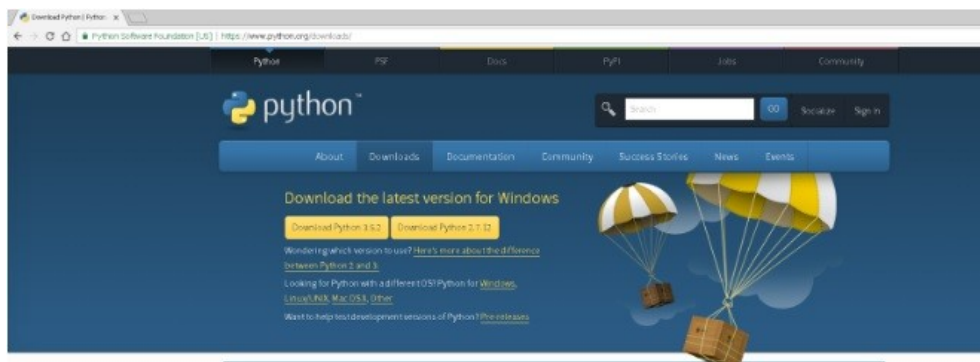 Download Python | Python
Python Software Foundation [US] | https://www.python.org/downloads/
Python PSF Docs PyPI Jobs Community
python™
Search GO Socialize Sign In
About Downloads Documentation Community Success Stories News Events
Download the latest version for Windows
Download Python 3.5.2 Download Python 2.7.12
Wondering which version to use? Here's more about the difference
between Python 2 and 3.
Looking for Python with a different OS? Python for Windows,
Linux/UNIX, Mac OS X, Other
Want to help test development versions of Python? Pre-releases